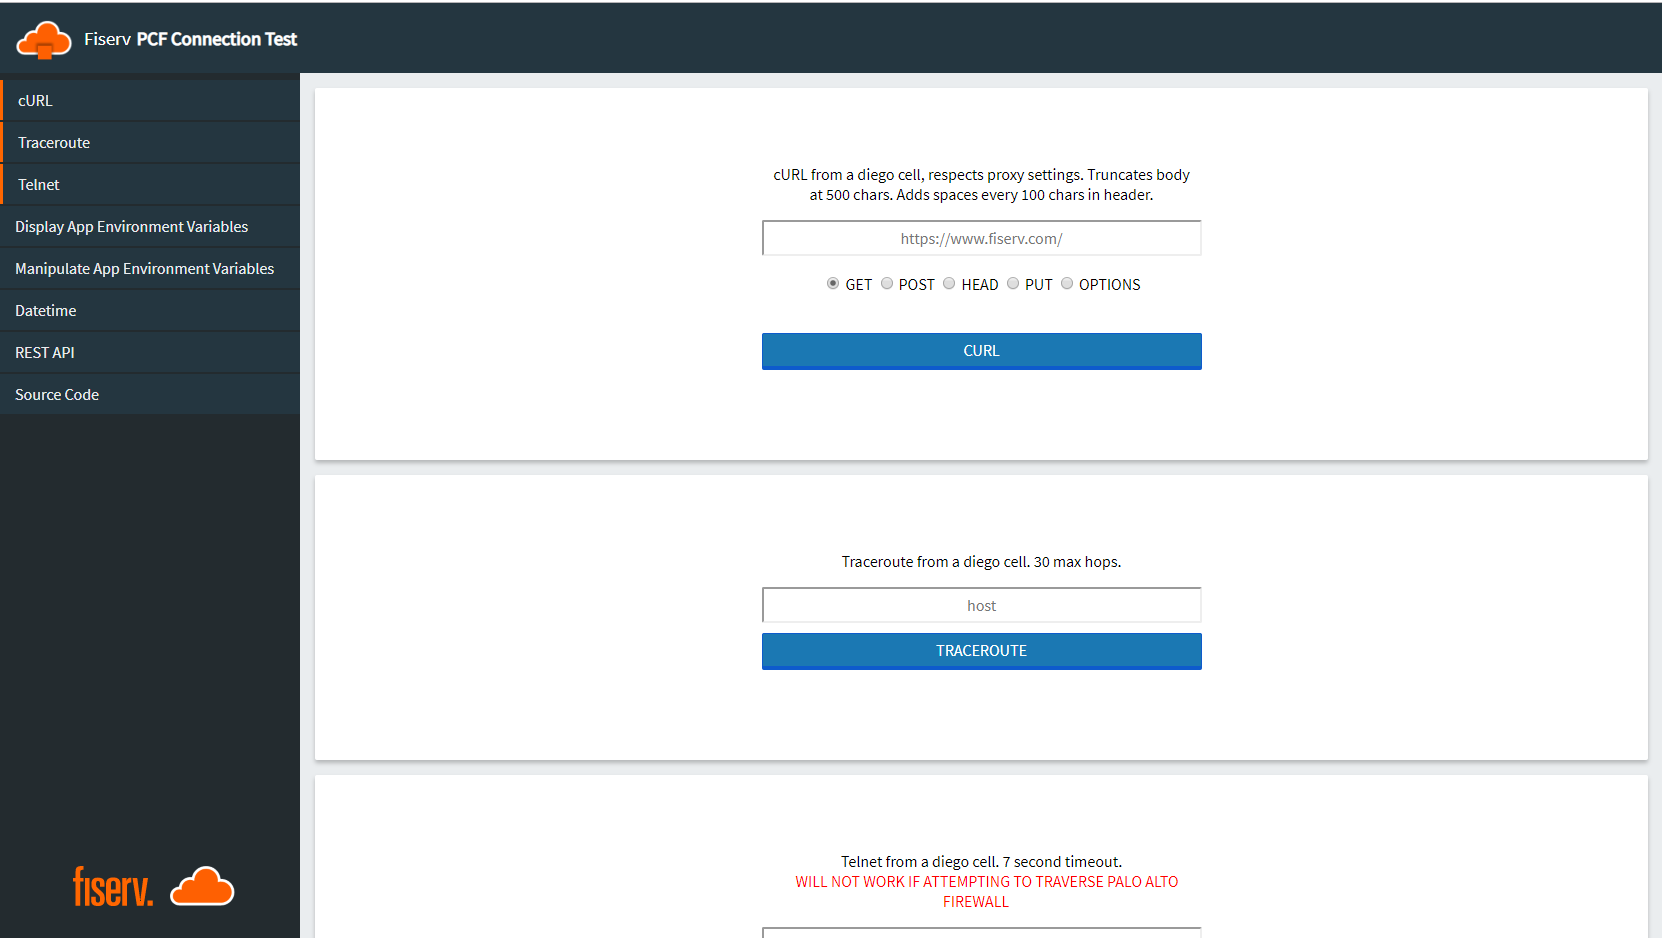 Fiserv PCF Connection Test
cURL
Traceroute
Telnet
Display App Environment Variables
Manipulate App Environment Variables
Datetime
REST API
Source Code
fiserv.
cURL from a diego cell, respects proxy settings. Truncates body
at 500 chars. Adds spaces every 100 chars in header.
https://www.fiserv.com/
GET POST HEAD PUT OPTIONS
CURL
Traceroute from a diego cell. 30 max hops.
host
TRACEROUTE
Telnet from a diego cell. 7 second timeout.
WILL NOT WORK IF ATTEMPTING TO TRAVERSE PALO ALTO
FIREWALL